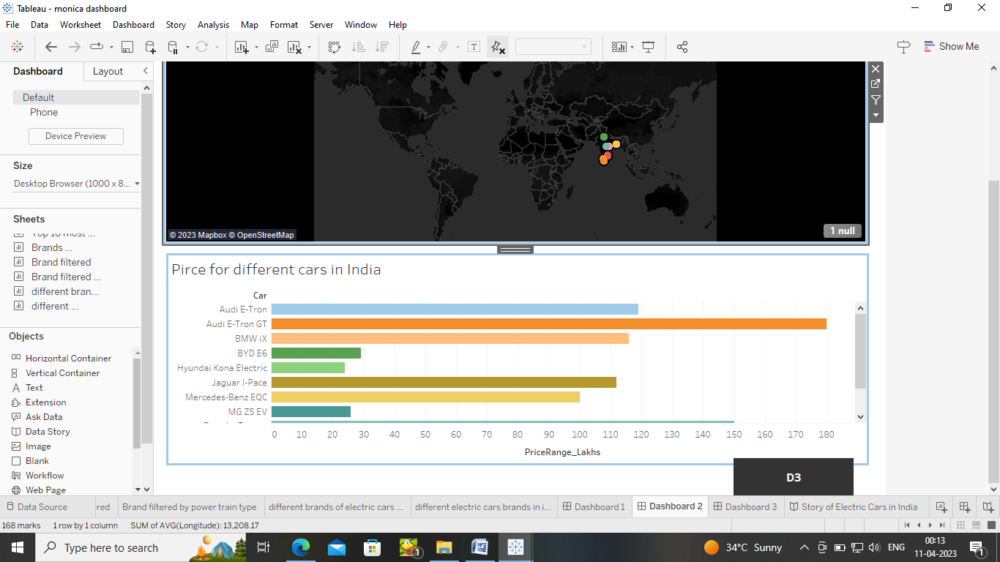 Tableau - monica dashboard
File Data Worksheet Dashboard Story Analysis Map Format Server Window Help
Show Me
Dashboard Layout
Default
Phone
Device Preview
Size
Desktop Browser (1000 x 8...
Sheets
Top 10 most ...
Brands ...
Brand filtered
Brand filtered ...
different bran...
different ...
Objects
Horizontal Container
Vertical Container
Text
Extension
Ask Data
Data Story
Image
Blank
Workflow
Web Page
© 2023 Mapbox © OpenStreetMap
1 null
Pirce for different cars in India
Car
Audi E-Tron
Audi E-Tron GT
BMW iX
BYD E6
Hyundai Kona Electric
Jaguar I-Pace
Mercedes-Benz EQC
MG ZS EV
0 10 20 30 40 50 60 70 80 90 100 110 120 130 140 150 160 170 180
PriceRange_Lakhs
D3
Data Source
ered
Brand filtered by power train type
different brands of electric cars ...
different electric cars brands in i...
Dashboard 1
Dashboard 2
Dashboard 3
Story of Electric Cars in India
168 marks 1 row by 1 column SUM of AVG(Longitude): 13,208.17
Type here to search
1
34°C Sunny
ENG
00:13
11-04-2023
1